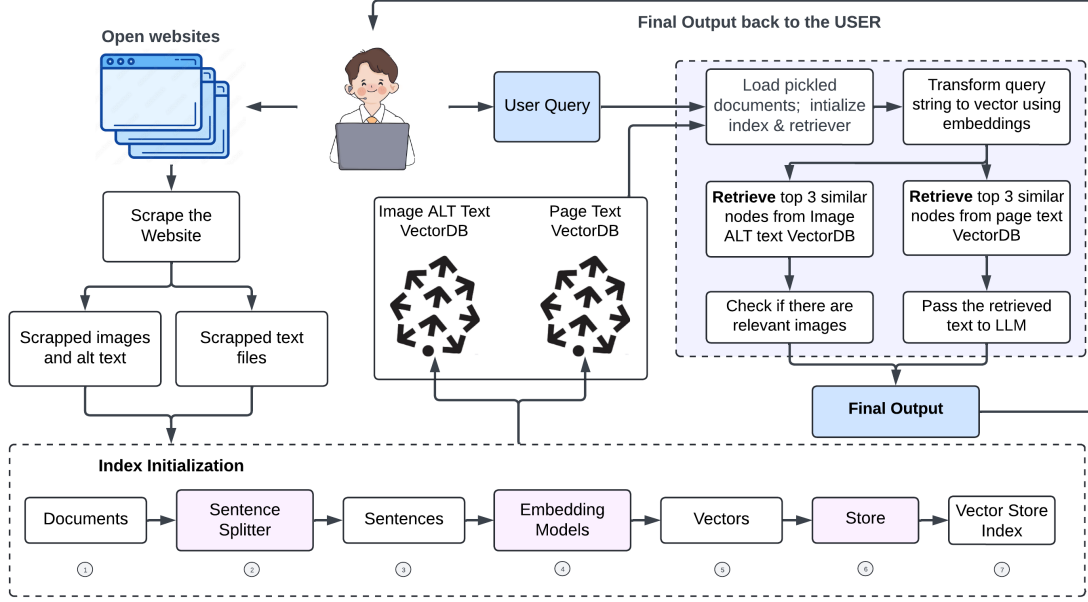 Final Output back to the USER
Open websites
User Query
Load pickled
documents; intialize
index & retriever
Transform query
string to vector using
embeddings
Scrape the
Website
Image ALT Text
VectorDB
Page Text
VectorDB
Retrieve top 3 similar
nodes from Image
ALT text VectorDB
Retrieve top 3 similar
nodes from page text
VectorDB
Scrapped images
and alt text
Scrapped text
files
Check if there are
relevant images
Pass the retrieved
text to LLM
Final Output
Index Initialization
Documents
Sentence
Splitter
Sentences
Embedding
Models
Vectors
Store
Vector Store
Index
1
2
3
4
5
6
7